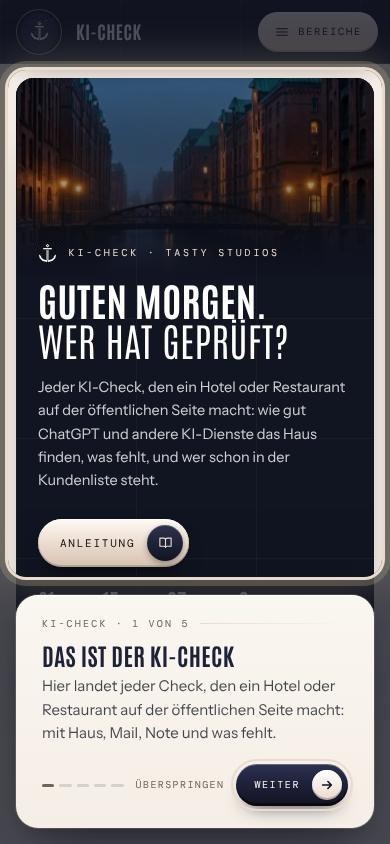 KI-CHECK
BEREICHE
KI-CHECK · TASTY STUDIOS
GUTEN MORGEN.
WER HAT GEPRÜFT?
Jeder KI-Check, den ein Hotel oder Restaurant
auf der öffentlichen Seite macht: wie gut
ChatGPT und andere KI-Dienste das Haus
finden, was fehlt, und wer schon in der
Kundenliste steht.
ANLEITUNG
KI-CHECK · 1 VON 5
DAS IST DER KI-CHECK
Hier landet jeder Check, den ein Hotel oder
Restaurant auf der öffentlichen Seite macht:
mit Haus, Mail, Note und was fehlt.
ÜBERSPRINGEN
WEITER